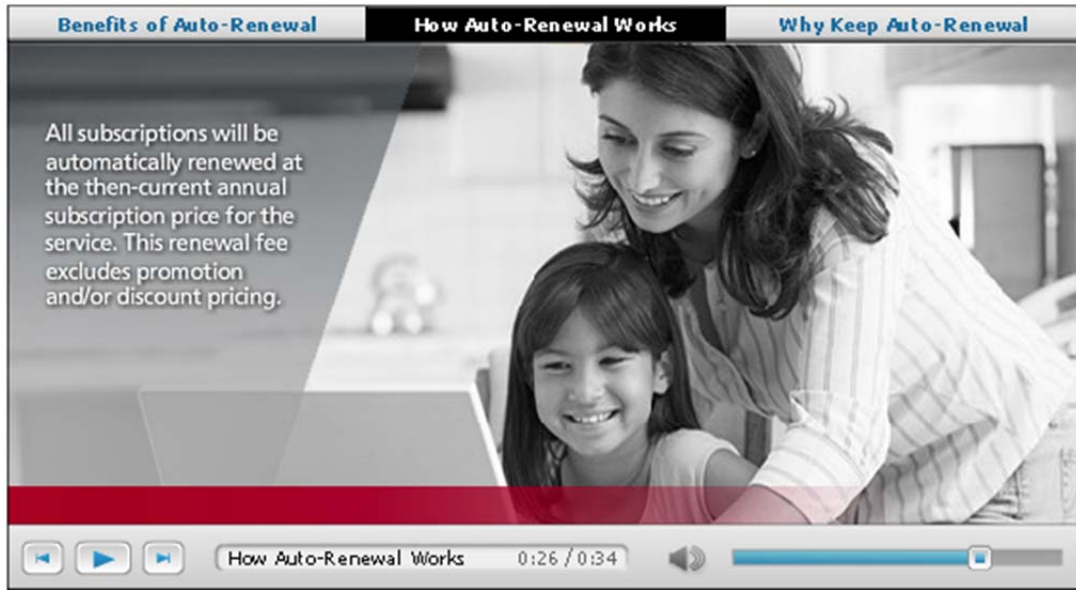 Benefits of Auto-Renewal
How Auto-Renewal Works
Why Keep Auto-Renewal
All subscriptions will be
automatically renewed at
the then-current annual
subscription price for the
service. This renewal fee
excludes promotion
and/or discount pricing.
How Auto-Renewal Works 0:26 / 0:34